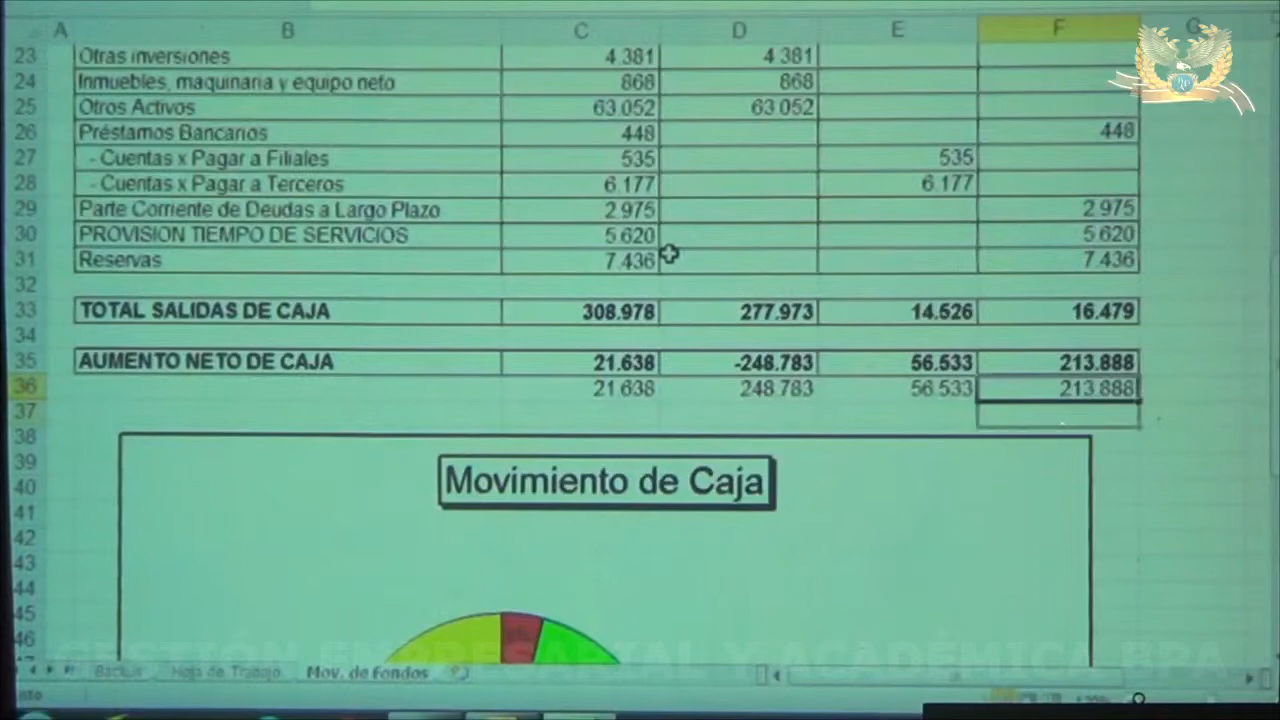 A B C D E F G
23 Otras inversiones 4 381 4 381
24 Inmuebles, maquinaria y equipo neto 868 868
25 Otros Activos 63.052 63 052
26 Préstamos Bancarios 448 448
27 - Cuentas x Pagar a Filiales 535 535
28 - Cuentas x Pagar a Terceros 6.177 6.177
29 Parte Corriente de Deudas a Largo Plazo 2.975 2 975
30 PROVISION TIEMPO DE SERVICIOS 5.620 5 620
31 Reservas 7.436 7.436
32
33 TOTAL SALIDAS DE CAJA 308.978 277.973 14.526 16.479
34
35 AUMENTO NETO DE CAJA 21.638 -248.783 56.533 213.888
36 21 638 248.783 56.533 213.888
37
38
39
40 Movimiento de Caja
41
42
43
44
45
46
GESTIÓN EMPRESARIAL Y ACADÉMICA BPA
Hoja de Trabajo Mov. de Fondos